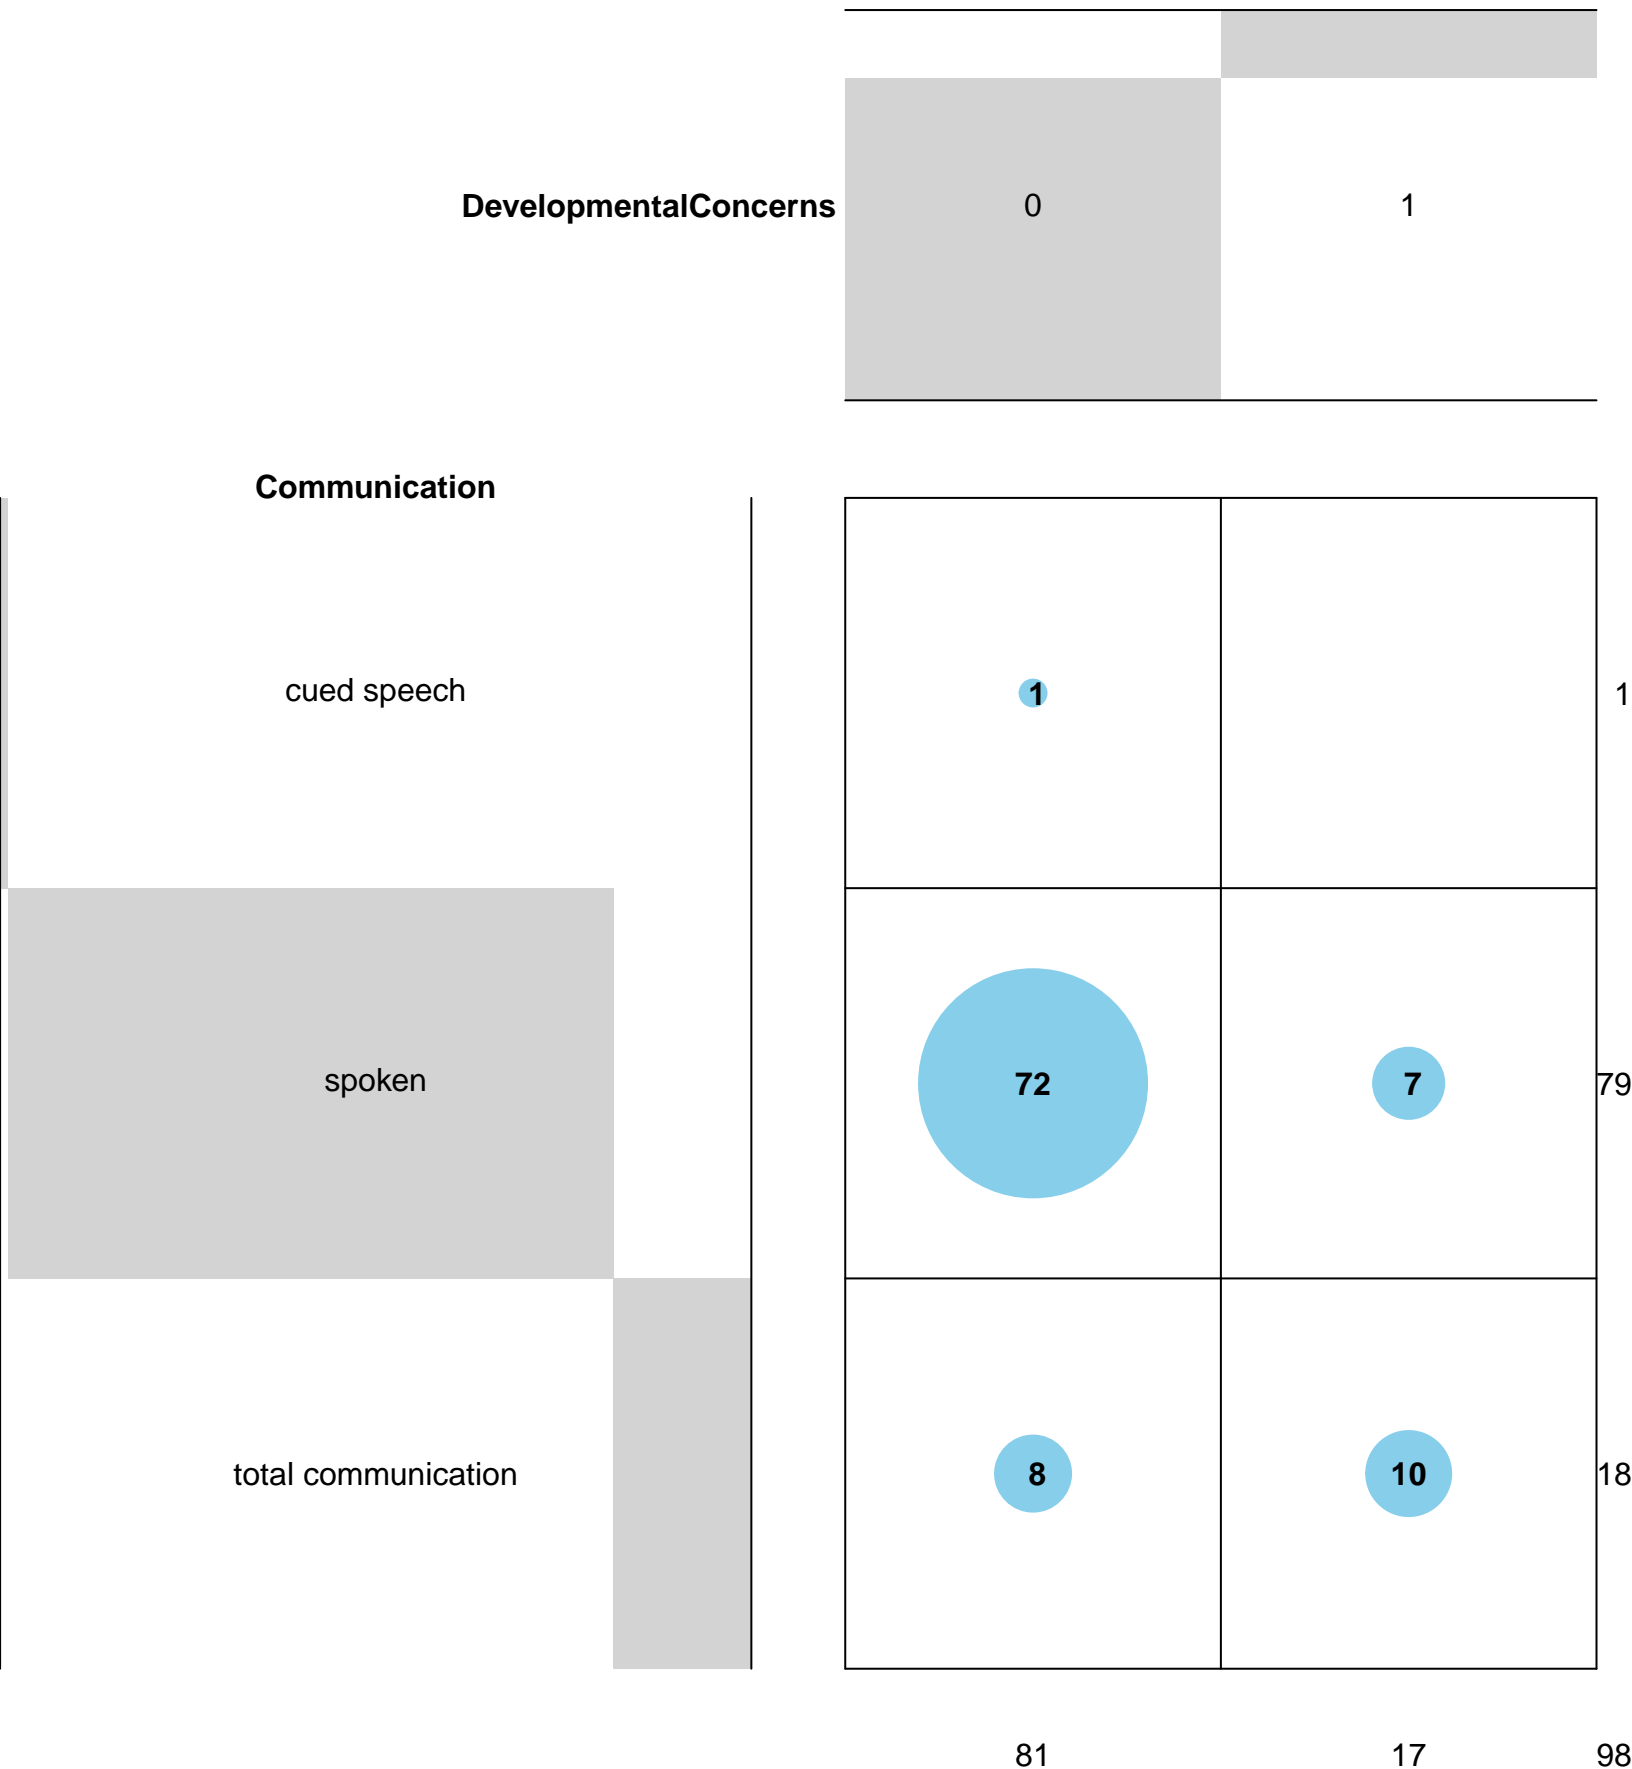 DevelopmentalConcerns 0 1
Communication
cued speech 1 1
spoken 72 7 79
total communication 8 10 18
81 17 98